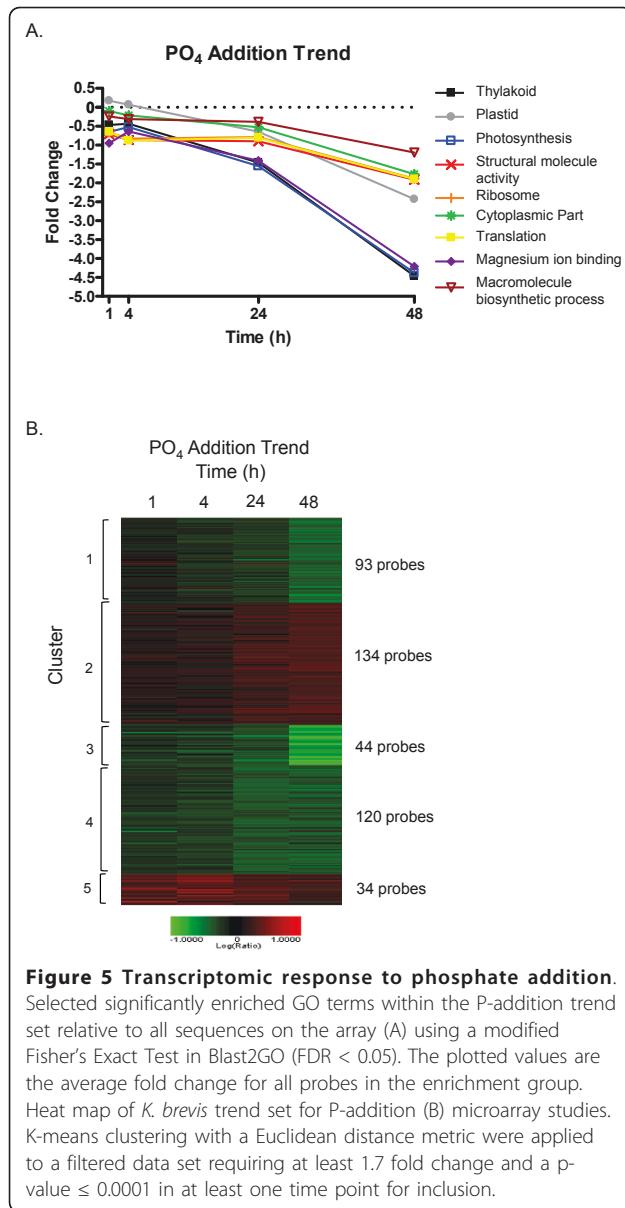 A.
PO4 Addition Trend
0.5
0
-0.5
-1.0
-1.5
-2.0
-2.5
-3.0
-3.5
-4.0
-4.5
-5.0
Fold Change
1 4 24 48
Time (h)
Thylakoid
Plastid
Photosynthesis
Structural molecule
activity
Ribosome
Cytoplasmic Part
Translation
Magnesium ion binding
Macromolecule
biosynthetic process
B.
PO4 Addition Trend
Time (h)
1 4 24 48
Cluster
1
93 probes
2
134 probes
3
44 probes
4
120 probes
5
34 probes
-1.0000 0 1.0000
Log(Ratio)
Figure 5 Transcriptomic response to phosphate addition.
Selected significantly enriched GO terms within the P-addition trend
set relative to all sequences on the array (A) using a modified
Fisher's Exact Test in Blast2GO (FDR < 0.05). The plotted values are
the average fold change for all probes in the enrichment group.
Heat map of K. brevis trend set for P-addition (B) microarray studies.
K-means clustering with a Euclidean distance metric were applied
to a filtered data set requiring at least 1.7 fold change and a p-
value ≤ 0.0001 in at least one time point for inclusion.